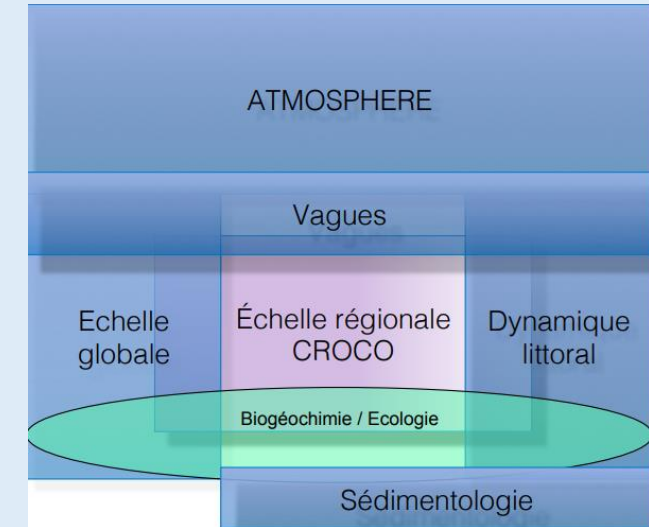 ATMOSPHERE
Vagues
Echelle
globale
Échelle régionale
CROCO
Dynamique
littoral
Biogéochimie / Ecologie
Sédimentologie